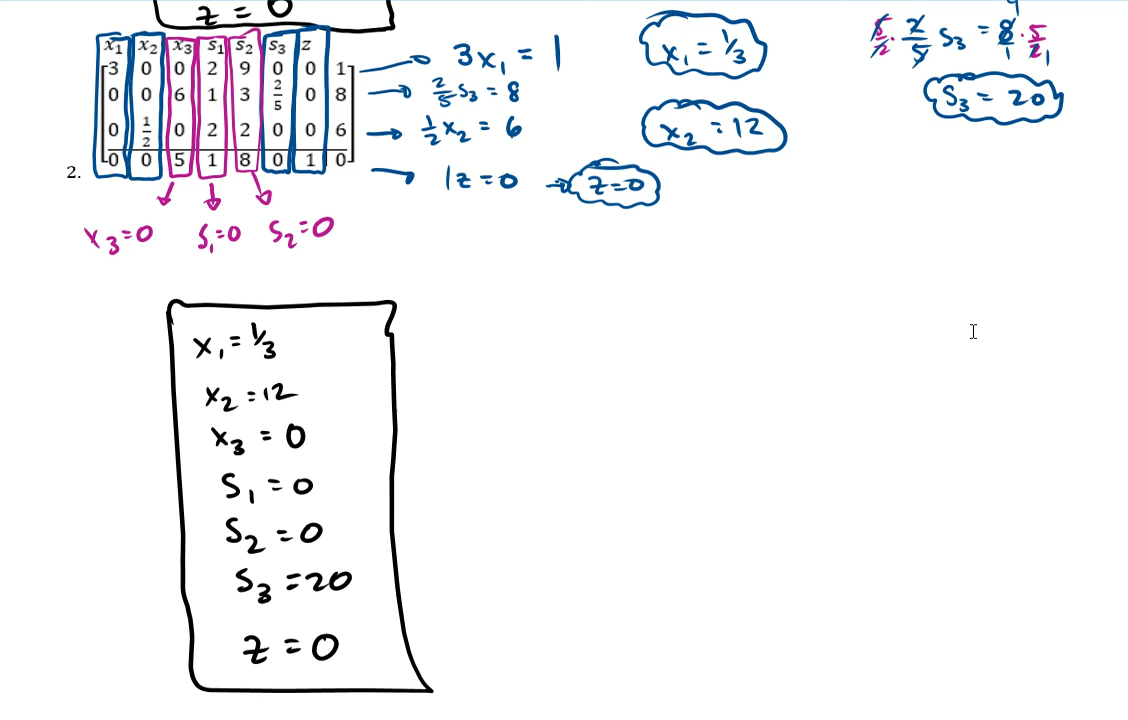 z = 0
x1 x2 x3 s1 s2 s3 z
3 0 0 2 9 0 0 1 → 3x1 = 1
0 0 6 1 3 2/5 0 8 → 2/5 s3 = 8
0 1/2 0 2 2 0 0 6 → 1/2 x2 = 6
0 0 5 1 8 0 1 0 → 1z = 0 → z=0
2.
x1 = 1/3
x2 = 12
5/2 · 2/5 s3 = 8/1 · 5/2
4
1
1
s3 = 20
x3=0 s1=0 s2=0
x1 = 1/3
x2 = 12
x3 = 0
s1 = 0
s2 = 0
s3 = 20
z = 0